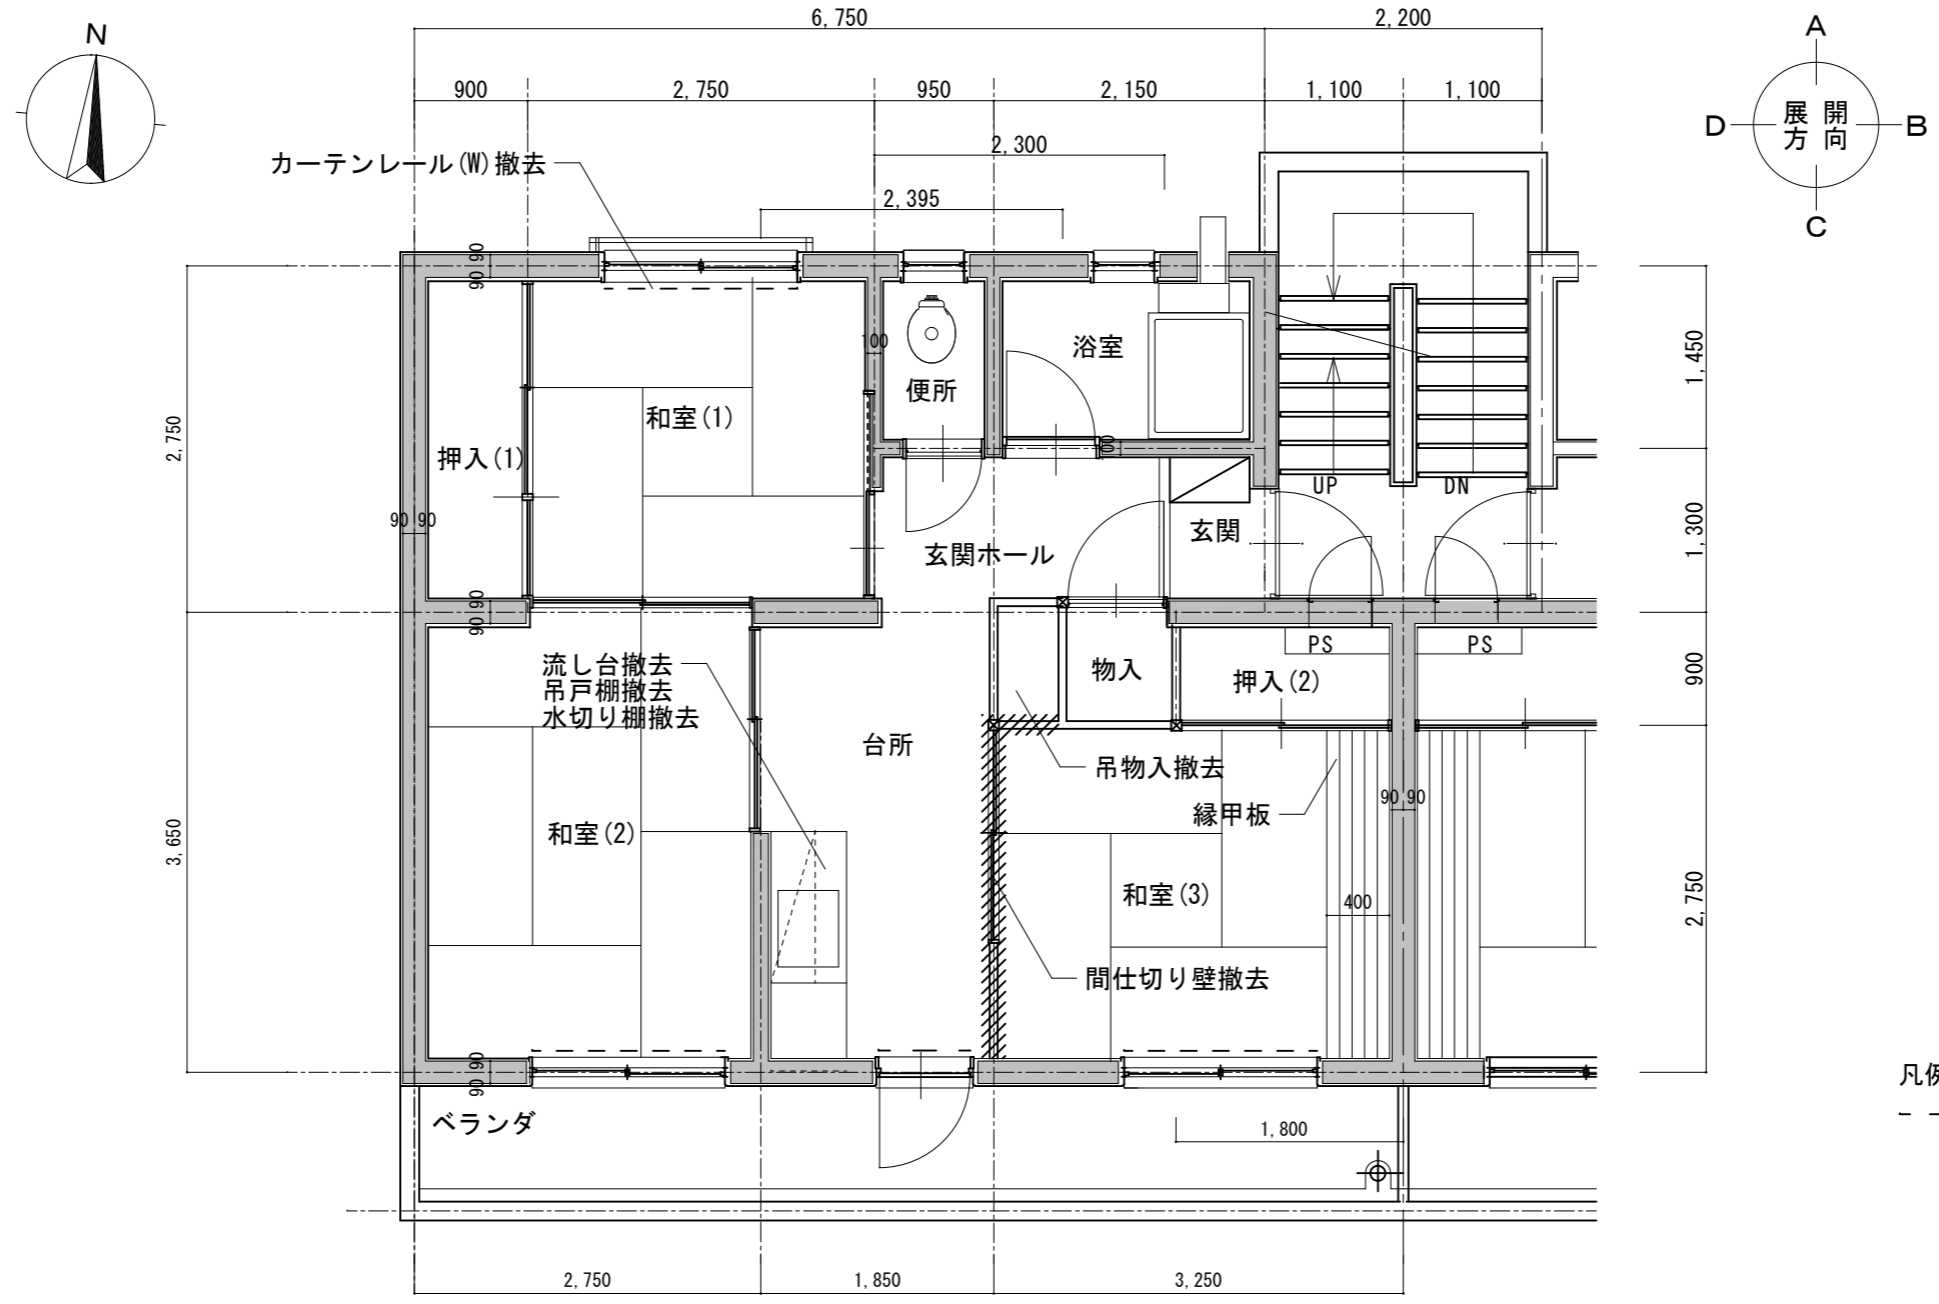 6,750
2,200
N
A
900
2,750
950
2,150
1,100
1,100
D
展 開
方 向
B
C
2,300
カーテンレール(W)撤去
2,395
90 90
100
浴室
便所
1,450
和室(1)
2,750
押入(1)
100
UP
DN
90 90
玄関
1,300
玄関ホール
90 90
PS
PS
流し台撤去
吊戸棚撤去
水切り棚撤去
物入
押入(2)
900
台所
吊物入撤去
縁甲板
90 90
和室(2)
3,650
和室(3)
400
2,750
間仕切り壁撤去
90 90
凡例
ベランダ
1,800
2,750
1,850
3,250